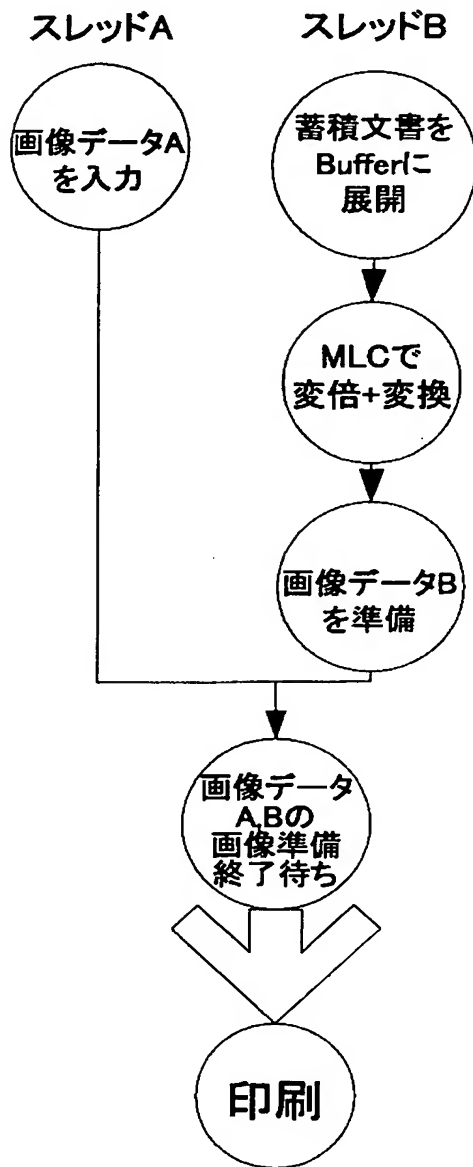 スレッドA
スレッドB
画像データA
を入力
蓄積文書を
Bufferに
展開
MLCで
変倍+変換
画像データB
を準備
画像データ
A,Bの
画像準備
終了待ち
印刷